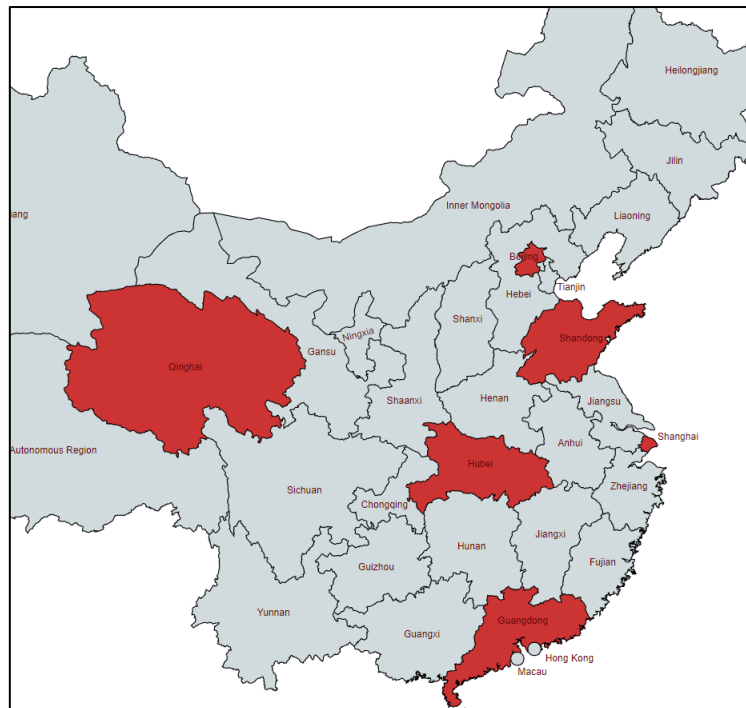 Heilongjiang
Jilin
Inner Mongolia
Liaoning
ang
Beijing
Tianjin
Hebei
Shanxi
Ningxia
Shandong
Gansu
Qinghai
Shaanxi
Henan
Jiangsu
Autonomous Region
Anhui
Shanghai
Hubei
Sichuan
Zhejiang
Chongqing
Hunan
Jiangxi
Guizhou
Fujian
Yunnan
Guangdong
Guangxi
Hong Kong
Macau